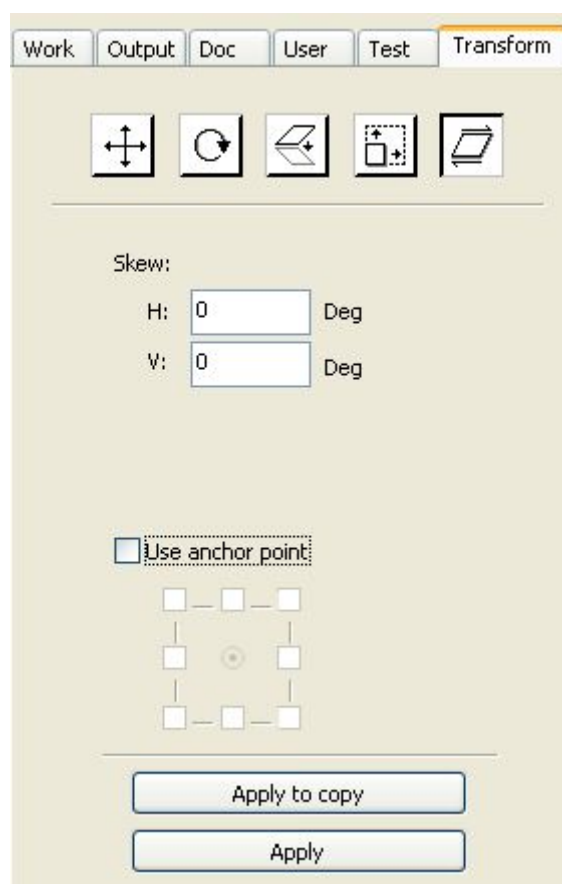 Work Output Doc User Test Transform
Skew:
H: 0 Deg
V: 0 Deg
Use anchor point
Apply to copy
Apply